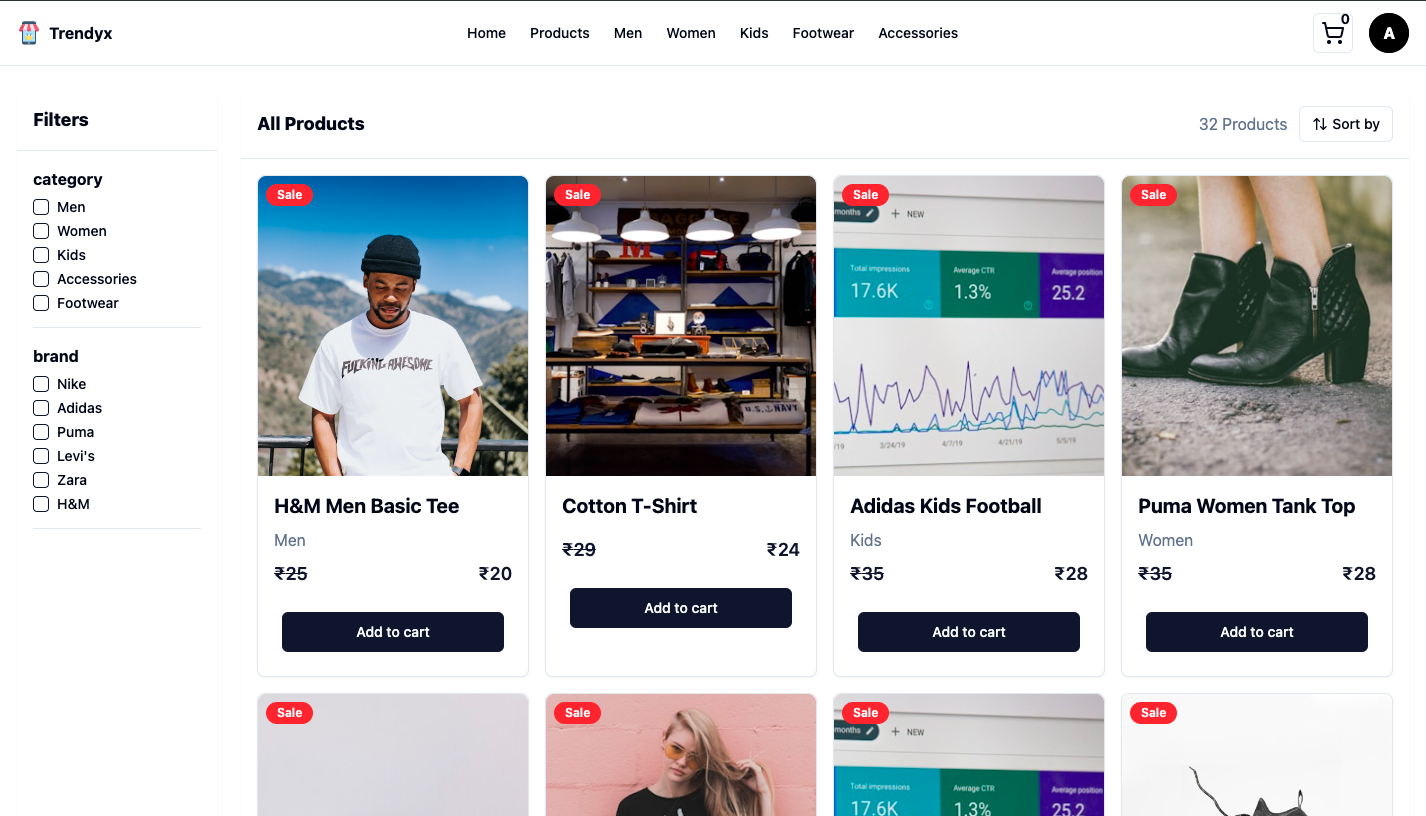 Trendyx
Home Products Men Women Kids Footwear Accessories
0
A
Filters
category
Men
Women
Kids
Accessories
Footwear
brand
Nike
Adidas
Puma
Levi's
Zara
H&M
All Products
32 Products
Sort by
Sale
FUCKING AWESOME
H&M Men Basic Tee
Men
₹25 ₹20
Add to cart
Sale
U.S. NAVY
Cotton T-Shirt
₹29 ₹24
Add to cart
Sale
months
+ NEW
Total impressions
17.6K
Average CTR
1.3%
Average position
25.2
3/24/19 4/7/19 4/21/19 5/5/19
Adidas Kids Football
Kids
₹35 ₹28
Add to cart
Sale
Puma Women Tank Top
Women
₹35 ₹28
Add to cart
Sale
Sale
Sale
months
+ NEW
Total impressions
17.6K
Average CTR
1.3%
Average position
25.2
Sale